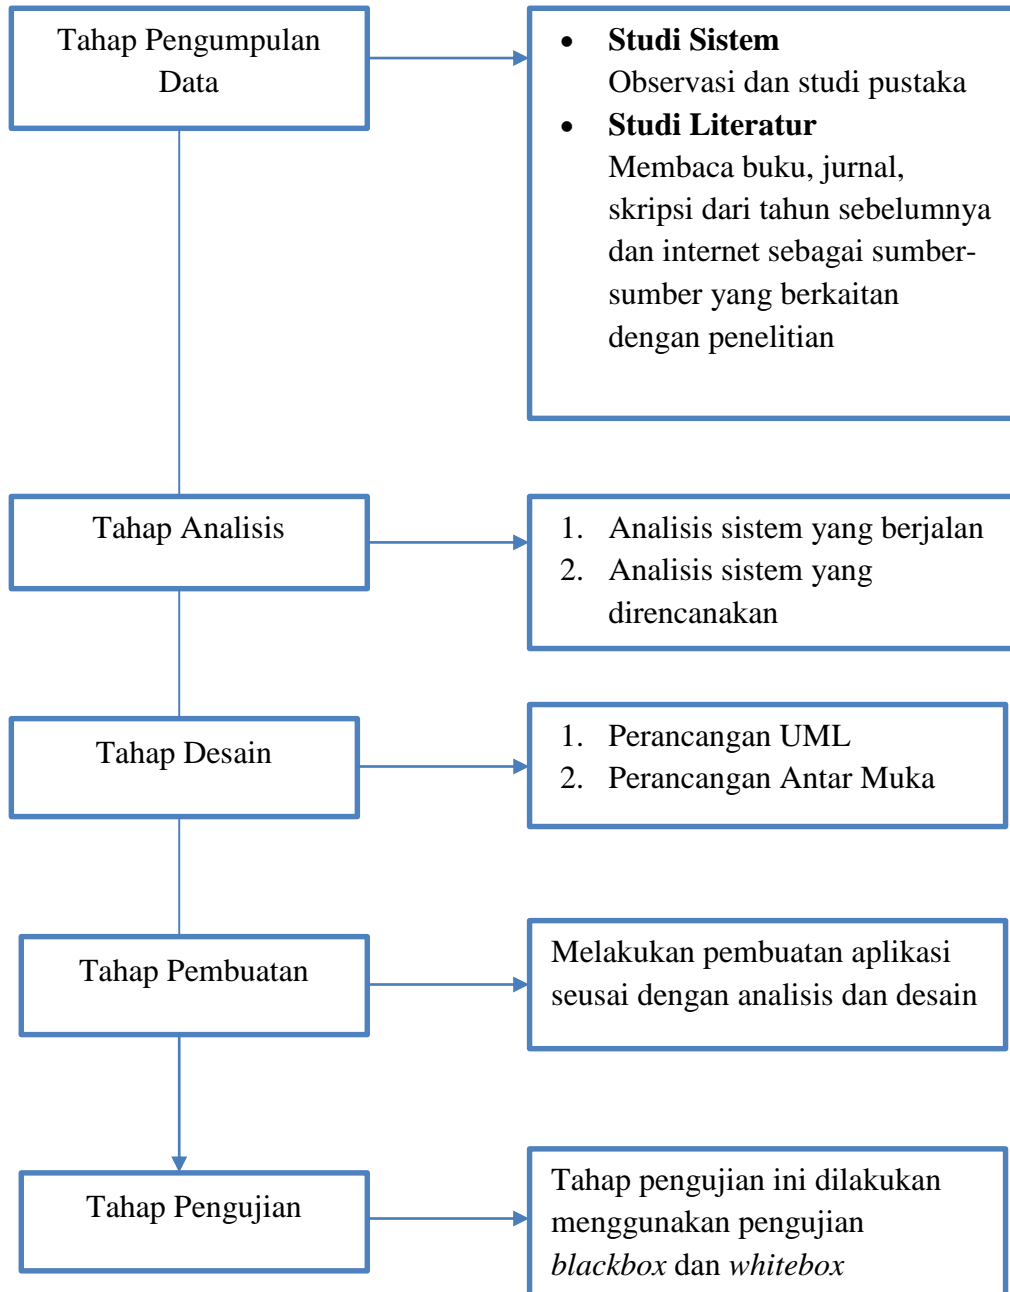 Tahap Pengumpulan
Data
• Studi Sistem
Observasi dan studi pustaka
• Studi Literatur
Membaca buku, jurnal,
skripsi dari tahun sebelumnya
dan internet sebagai sumber-
sumber yang berkaitan
dengan penelitian
Tahap Analisis
1. Analisis sistem yang berjalan
2. Analisis sistem yang
direncanakan
Tahap Desain
1. Perancangan UML
2. Perancangan Antar Muka
Tahap Pembuatan
Melakukan pembuatan aplikasi
seusai dengan analisis dan desain
Tahap Pengujian
Tahap pengujian ini dilakukan
menggunakan pengujian
blackbox dan whitebox